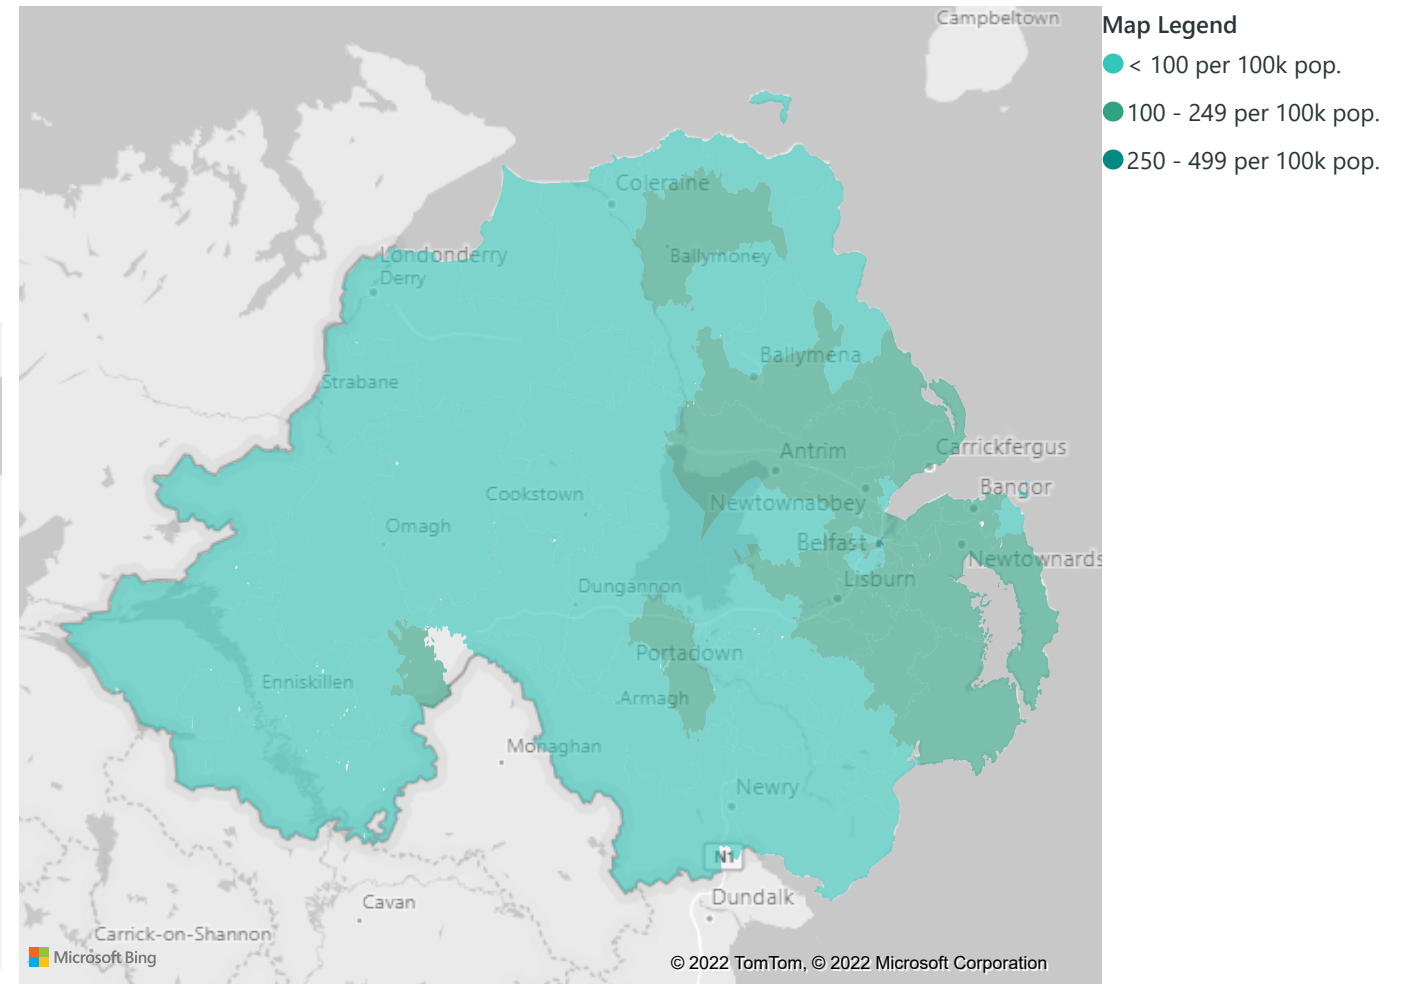 Campbeltown
Map Legend
< 100 per 100k pop.
100 - 249 per 100k pop.
250 - 499 per 100k pop.
Coleraine
Londonderry
Derry
Ballymoney
Ballymena
Strabane
Antrim
Carrickfergus
Bangor
Cookstown
Newtownabbey
Omagh
Belfast
Newtownards
Dungannon
Lisburn
Portadown
Enniskillen
Armagh
Monaghan
Newry
N1
Dundalk
Cavan
Carrick-on-Shannon
Microsoft Bing
© 2022 TomTom, © 2022 Microsoft Corporation